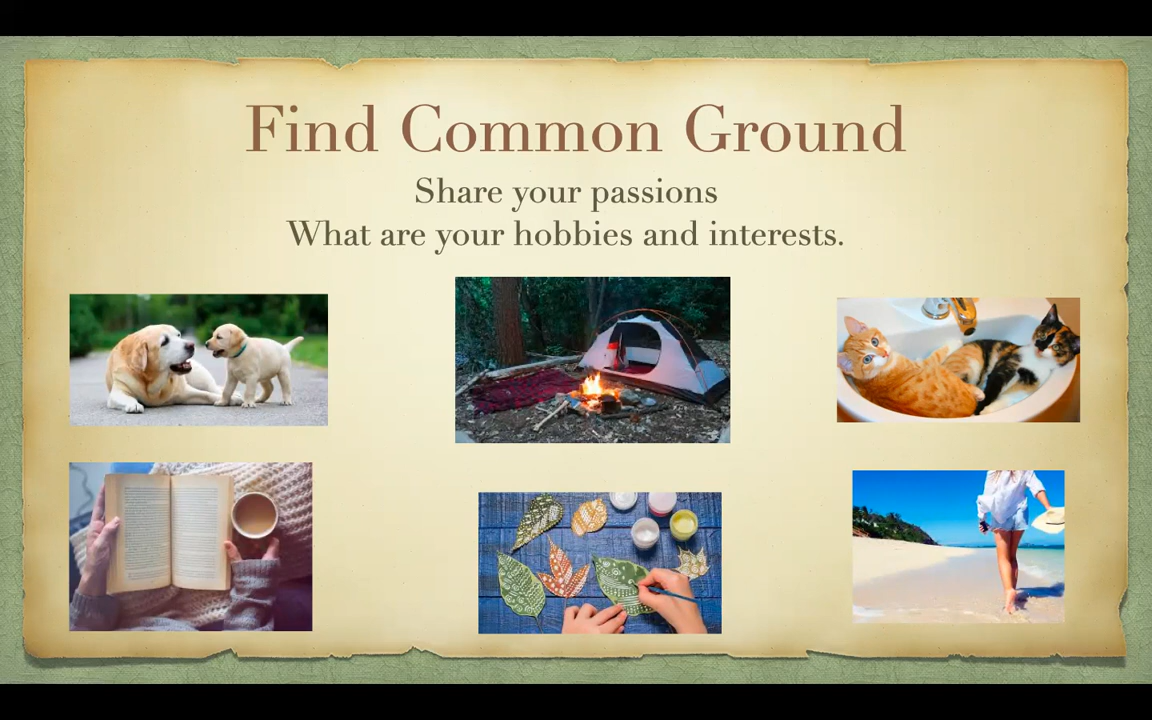 Find Common Ground
Share your passions
What are your hobbies and interests.